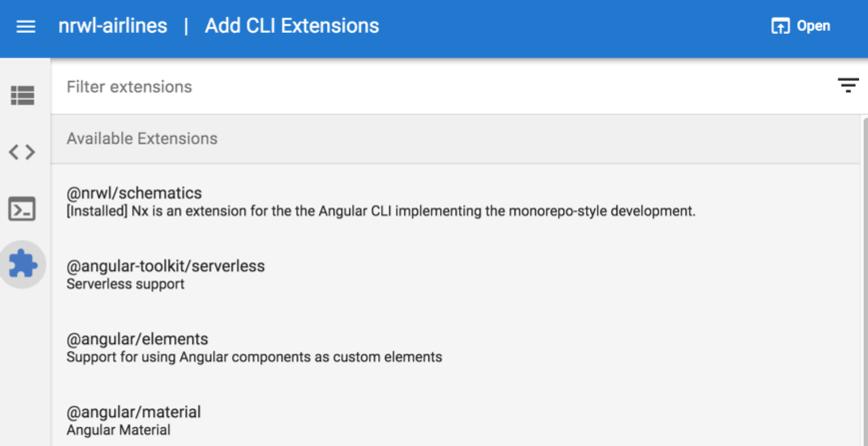 nrwl-airlines | Add CLI Extensions Open
Filter extensions
Available Extensions
@nrwl/schematics
[Installed] Nx is an extension for the the Angular CLI implementing the monorepo-style development.
@angular-toolkit/serverless
Serverless support
@angular/elements
Support for using Angular components as custom elements
@angular/material
Angular Material